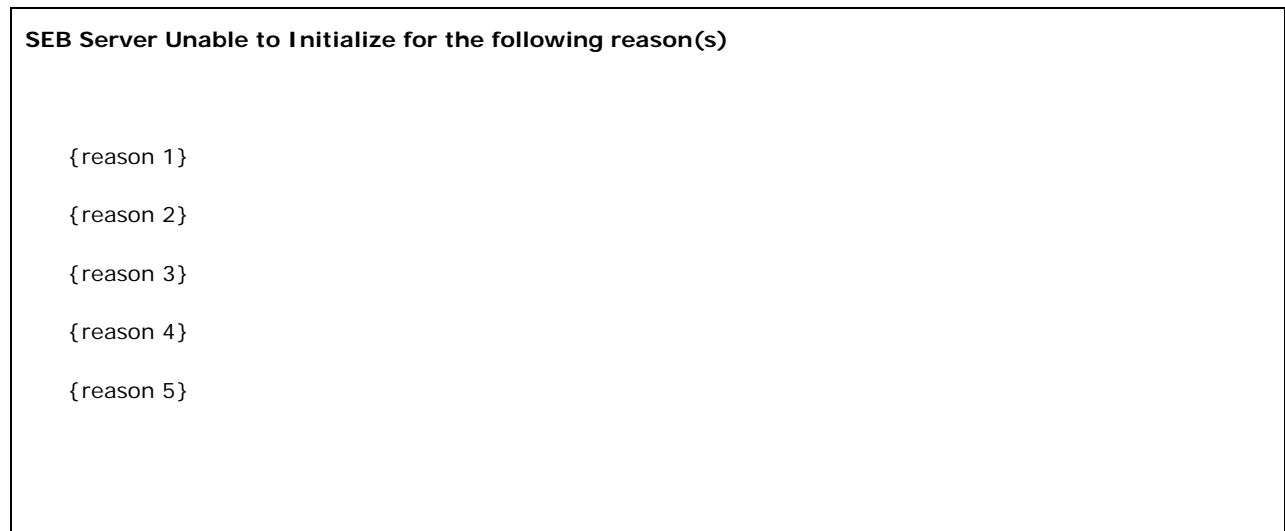 SEB Server Unable to Initialize for the following reason(s)
{reason 1}
{reason 2}
{reason 3}
{reason 4}
{reason 5}